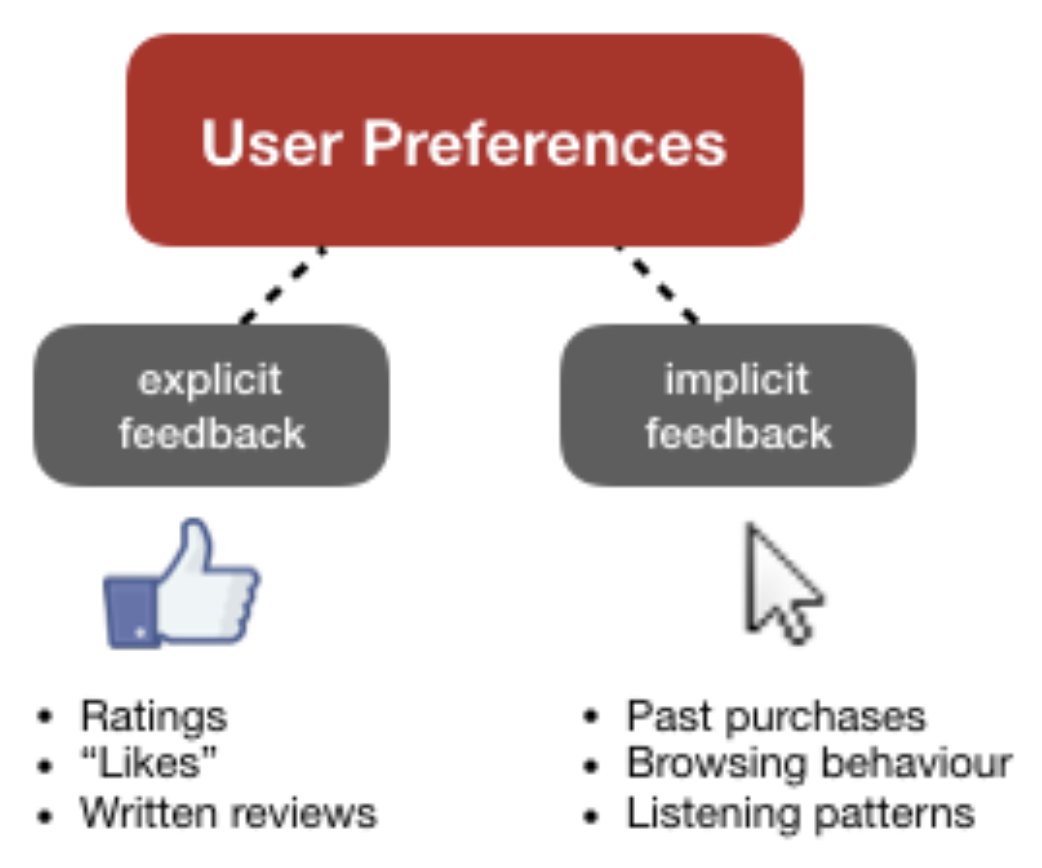 User Preferences
explicit
feedback
implicit
feedback
• Ratings
• “Likes”
• Written reviews
• Past purchases
• Browsing behaviour
• Listening patterns